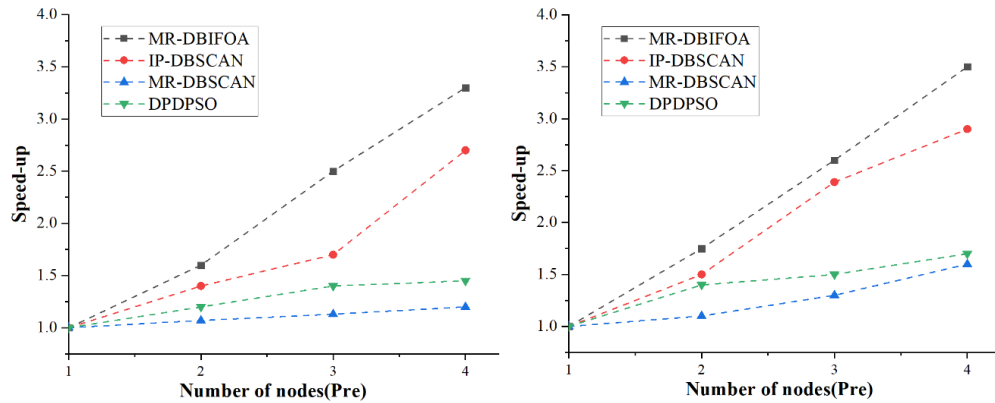 4.0
3.5
3.0
2.5
2.0
1.5
1.0
Speed-up
MR-DBIFOA
IP-DBSCAN
MR-DBSCAN
DPDPSO
1 2 3 4
Number of nodes(Pre)
4.0
3.5
3.0
2.5
2.0
1.5
1.0
Speed-up
MR-DBIFOA
IP-DBSCAN
MR-DBSCAN
DPDPSO
1 2 3 4
Number of nodes(Pre)